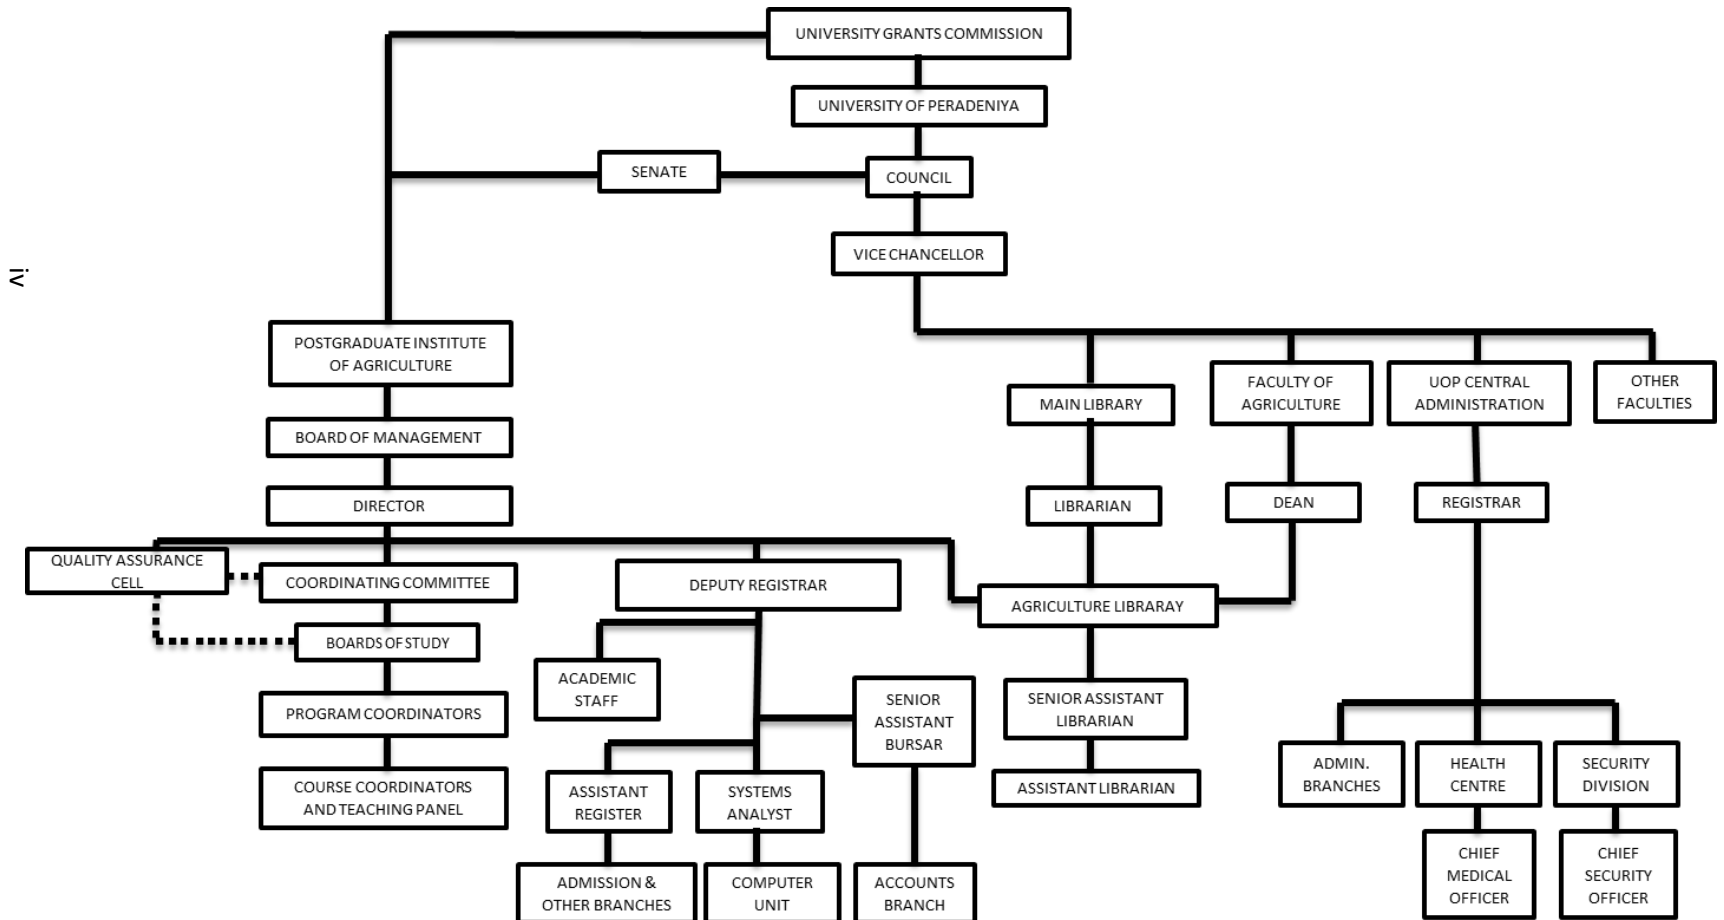 UNIVERSITY GRANTS COMMISSION
UNIVERSITY OF PERADENIYA
SENATE
COUNCIL
VICE CHANCELLOR
iv
POSTGRADUATE INSTITUTE
OF AGRICULTURE
MAIN LIBRARY
FACULTY OF
AGRICULTURE
UOP CENTRAL
ADMINISTRATION
OTHER
FACULTIES
BOARD OF MANAGEMENT
DIRECTOR
LIBRARIAN
DEAN
REGISTRAR
QUALITY ASSURANCE
CELL
COORDINATING COMMITTEE
DEPUTY REGISTRAR
AGRICULTURE LIBRARAY
BOARDS OF STUDY
ACADEMIC
STAFF
SENIOR
ASSISTANT
BURSAR
SENIOR ASSISTANT
LIBRARIAN
PROGRAM COORDINATORS
COURSE COORDINATORS
AND TEACHING PANEL
ASSISTANT
REGISTER
SYSTEMS
ANALYST
ASSISTANT LIBRARIAN
ADMIN.
BRANCHES
HEALTH
CENTRE
SECURITY
DIVISION
ADMISSION &
OTHER BRANCHES
COMPUTER
UNIT
ACCOUNTS
BRANCH
CHIEF
MEDICAL
OFFICER
CHIEF
SECURITY
OFFICER